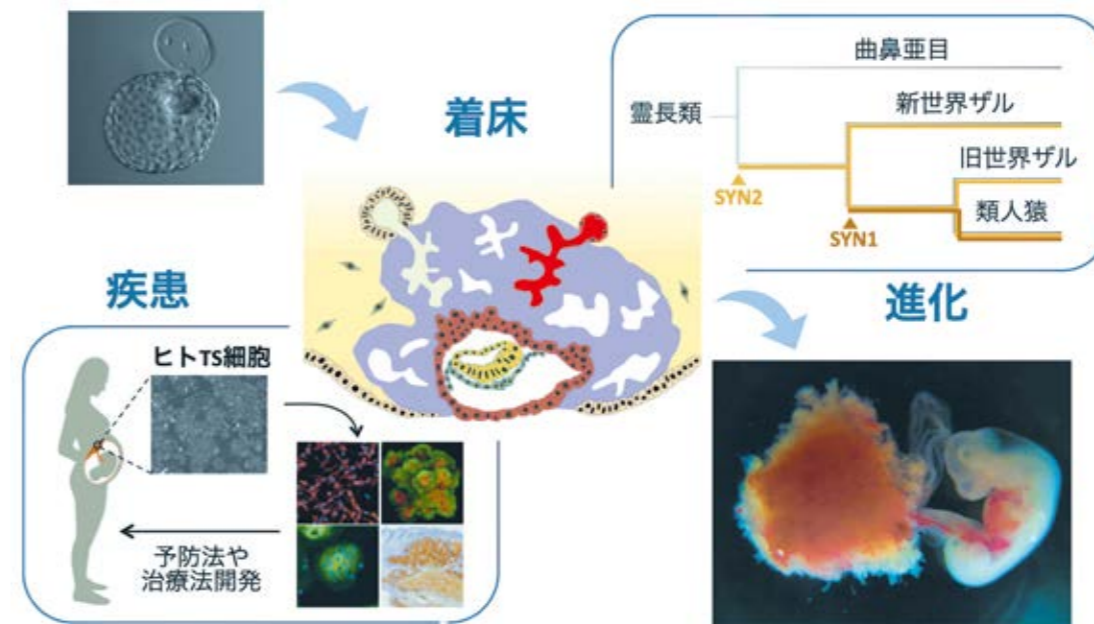 着床
霊長類
曲鼻亜目
新世界ザル
旧世界ザル
類人猿
SYN2
SYN1
疾患
進化
ヒトTS細胞
予防法や
治療法開発